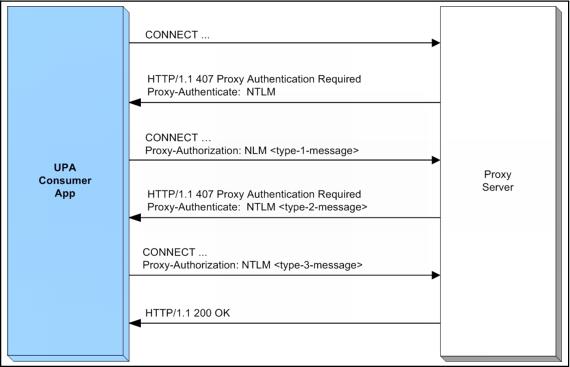 CONNECT ...
HTTP/1.1 407 Proxy Authentication Required
Proxy-Authenticate:  NTLM
CONNECT ...
Proxy-Authorization: NLM <type-1-message>
UPA
Consumer
App
Proxy
Server
HTTP/1.1 407 Proxy Authentication Required
Proxy-Authenticate:  NTLM <type-2-message>
CONNECT ...
Proxy-Authorization: NTLM <type-3-message>
HTTP/1.1 200 OK